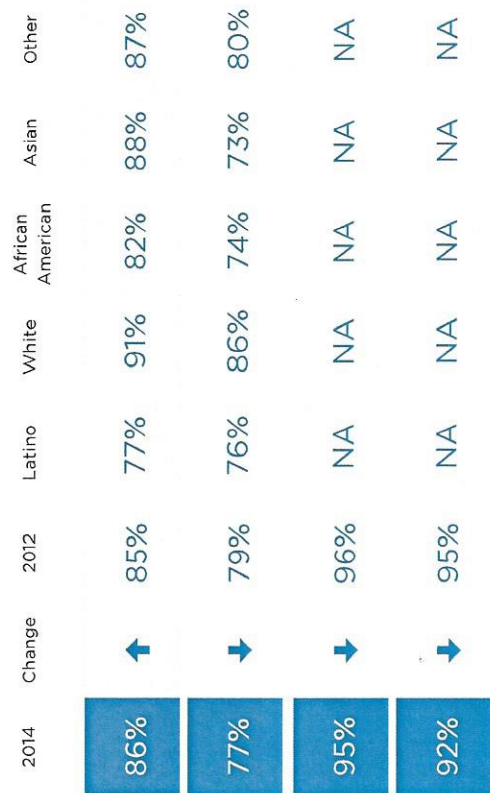 2014 Change 2012 Latino White African American Asian Other
86% 85% 77% 91% 82% 88% 87%
77% 79% 76% 86% 74% 73% 80%
95% 96% NA NA NA NA NA
92% 95% NA NA NA NA NA